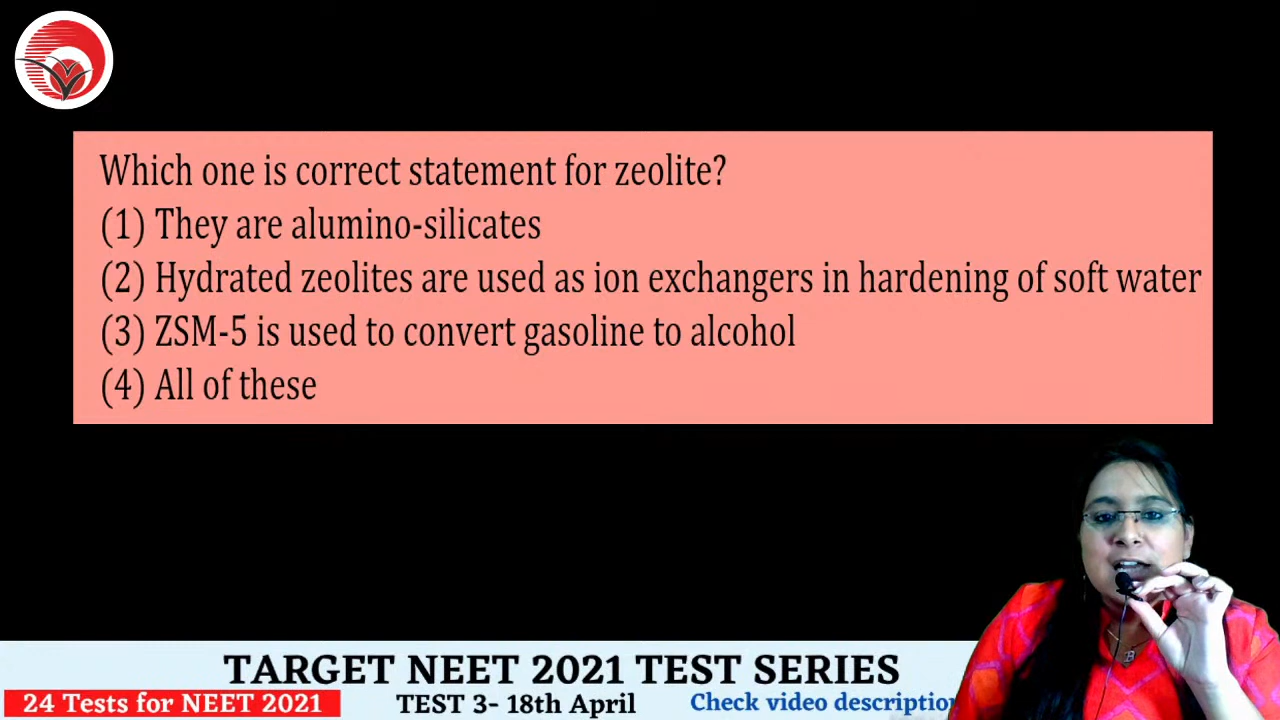 Which one is correct statement for zeolite?
(1) They are alumino-silicates
(2) Hydrated zeolites are used as ion exchangers in hardening of soft water
(3) ZSM-5 is used to convert gasoline to alcohol
(4) All of these
TARGET NEET 2021 TEST SERIES
24 Tests for NEET 2021 TEST 3- 18th April Check video description